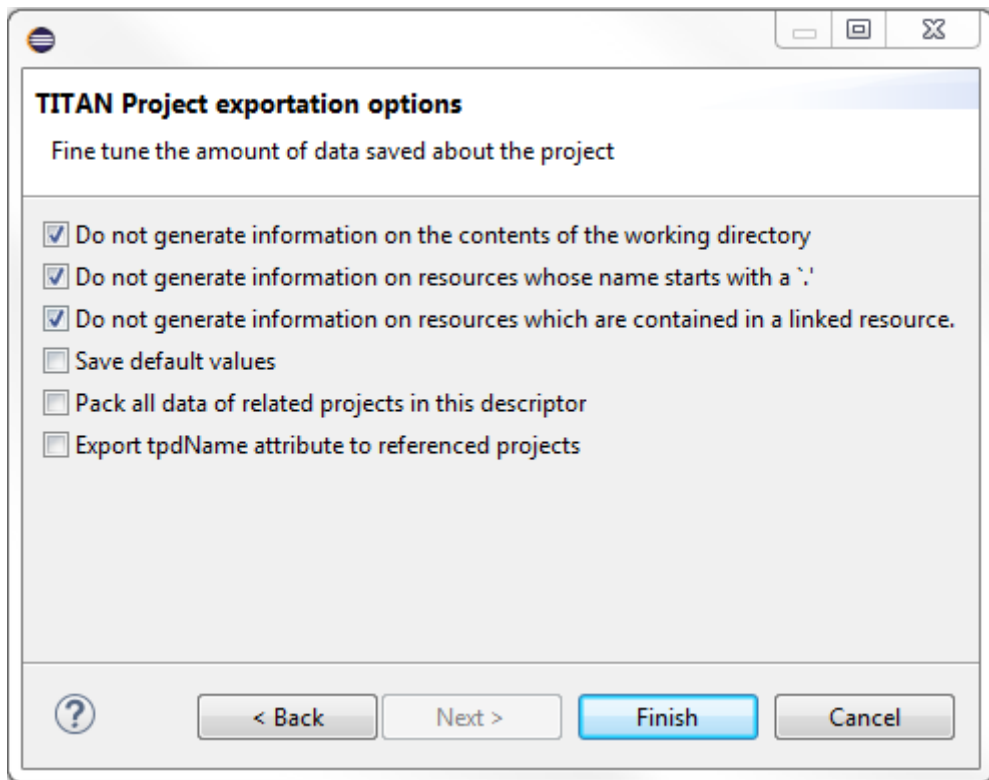 TITAN Project exportation options
Fine tune the amount of data saved about the project
Do not generate information on the contents of the working directory
Do not generate information on resources whose name starts with a `.'
Do not generate information on resources which are contained in a linked resource.
Save default values
Pack all data of related projects in this descriptor
Export tpdName attribute to referenced projects
? < Back Next > Finish Cancel